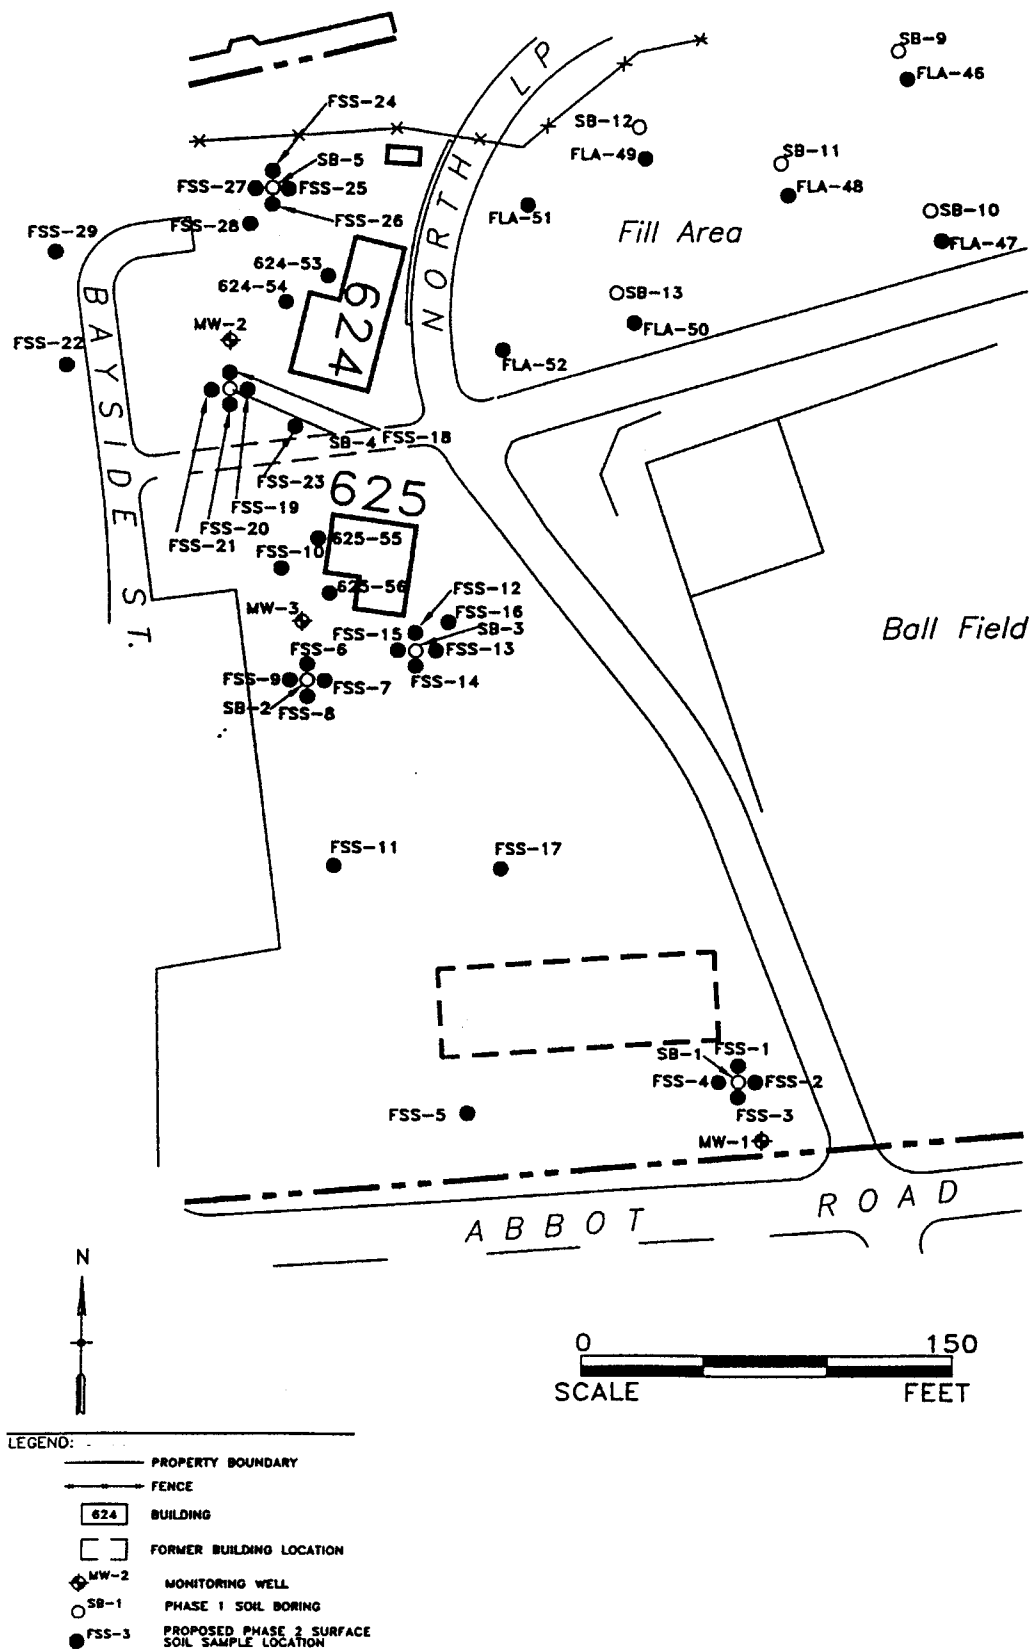 SB-9
FLA-46
NORTH LP
FSS-24
SB-12
SB-5
FLA-49
SB-11
FSS-27
FSS-25
FLA-48
FSS-28
FSS-26
FLA-51
SB-10
FSS-29
Fill Area
FLA-47
624-53
624-54
624
SB-13
BAYSIDE ST.
MW-2
FLA-50
FSS-22
FLA-52
SB-4
FSS-18
FSS-23
625
FSS-19
FSS-20
FSS-21
625-55
FSS-10
625-56
FSS-12
MW-3
FSS-16
FSS-15
SB-3
Ball Field
FSS-6
FSS-13
FSS-9
FSS-7
FSS-14
SB-2
FSS-8
FSS-11
FSS-17
SB-1
FSS-1
FSS-4
FSS-2
FSS-5
FSS-3
MW-1
ABBOT ROAD
N
0 150
SCALE FEET
LEGEND:
PROPERTY BOUNDARY
FENCE
624 BUILDING
FORMER BUILDING LOCATION
MW-2 MONITORING WELL
SB-1 PHASE 1 SOIL BORING
FSS-3 PROPOSED PHASE 2 SURFACE
SOIL SAMPLE LOCATION